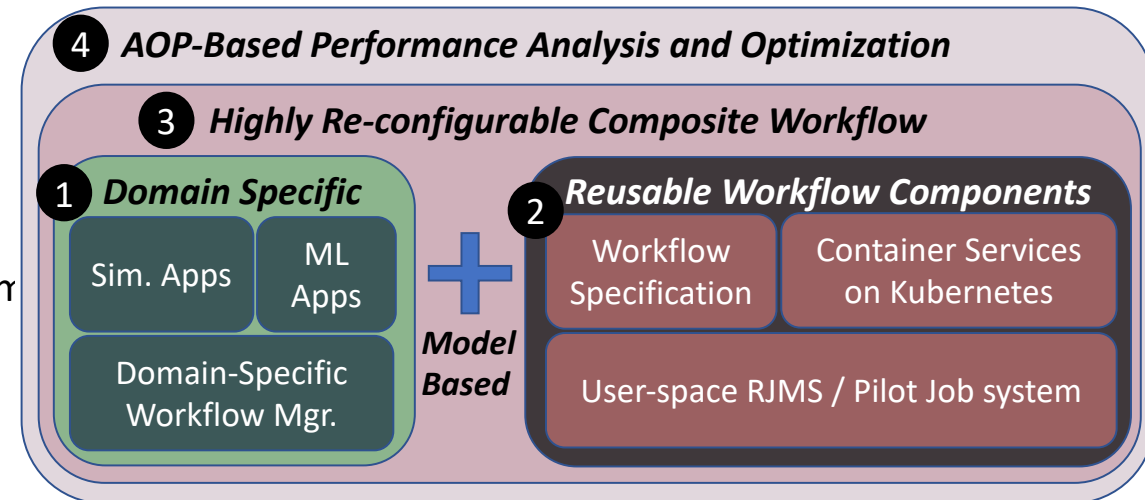 4 AOP-Based Performance Analysis and Optimization
3 Highly Re-configurable Composite Workflow
1 Domain Specific
Sim. Apps
ML
Apps
Domain-Specific
Workflow Mgr.
Model
Based
2 Reusable Workflow Components
Workflow
Specification
Container Services
on Kubernetes
User-space RJMS / Pilot Job system